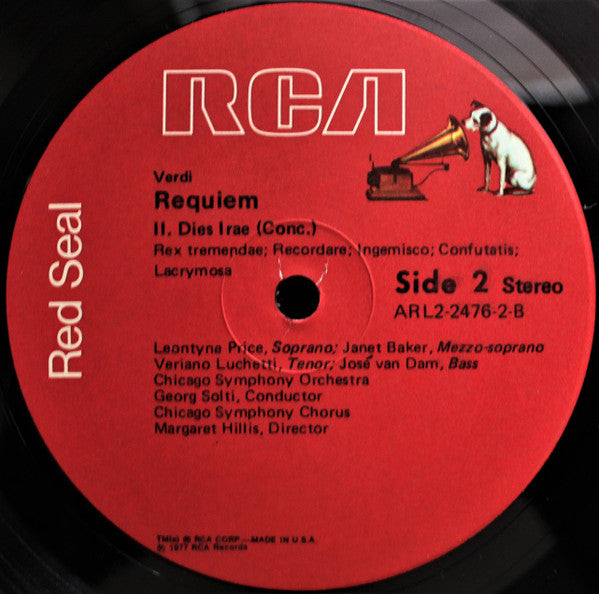 RCA
Verdi
Requiem
II. Dies Irae (Conc.)
Rex tremendae; Recordare; Ingemisco; Confutatis;
Lacrymosa
Side 2 Stereo
ARL2-2476-2-B
Red Seal
Leontyne Price, Soprano; Janet Baker, Mezzo-soprano
Veriano Luchetti, Tenor; José van Dam, Bass
Chicago Symphony Orchestra
Georg Solti, Conductor
Chicago Symphony Chorus
Margaret Hillis, Director
TM(s) ® RCA CORP.—MADE IN U.S.A.
℗ 1977 RCA Records